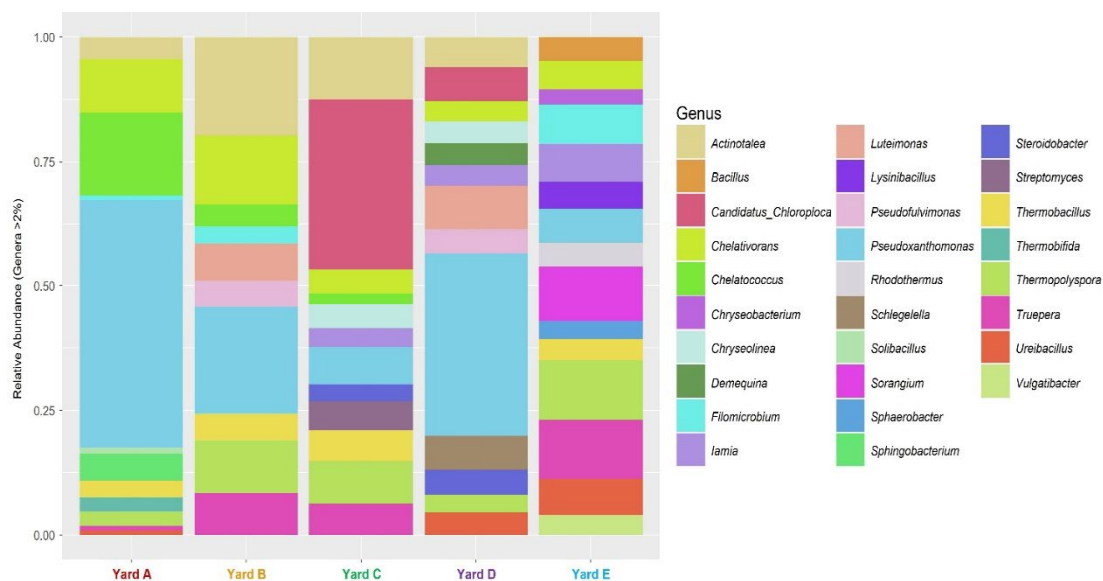 Relative Abundance (Genera >2%)
1.00
0.75
0.50
0.25
0.00
Yard A
Yard B
Yard C
Yard D
Yard E
Genus
Actinotalea
Bacillus
Candidatus_Chloroploca
Chelativorans
Chelatococcus
Chryseobacterium
Chryseolinea
Demequina
Filomicrobium
Iamia
Luteimonas
Lysinibacillus
Pseudofulvimonas
Pseudoxanthomonas
Rhodothermus
Schlegelella
Solibacillus
Sorangium
Sphaerobacter
Sphingobacterium
Steroidobacter
Streptomyces
Thermobacillus
Thermobifida
Thermopolyspora
Truepera
Ureibacillus
Vulgatibacter